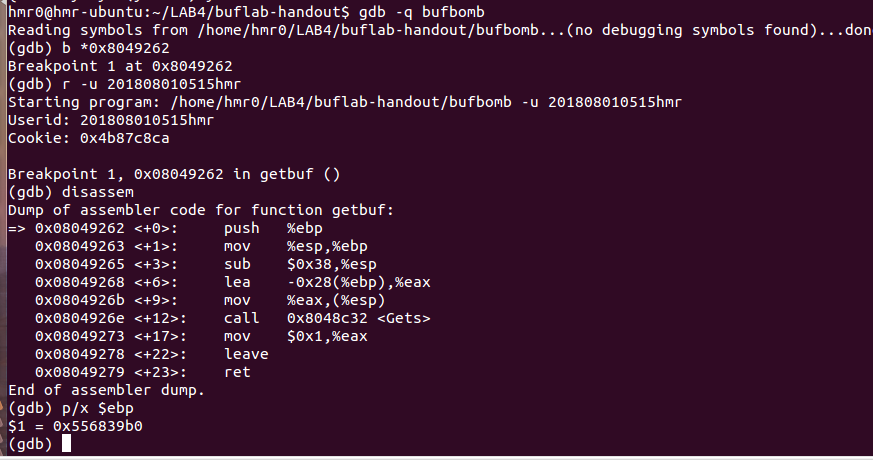 hmr0@hmr-ubuntu:~/LAB4/buflab-handout$ gdb -q bufbomb
Reading symbols from /home/hmr0/LAB4/buflab-handout/bufbomb...(no debugging symbols found)...don
(gdb) b *0x8049262
Breakpoint 1 at 0x8049262
(gdb) r -u 201808010515hmr
Starting program: /home/hmr0/LAB4/buflab-handout/bufbomb -u 201808010515hmr
Userid: 201808010515hmr
Cookie: 0x4b87c8ca
Breakpoint 1, 0x08049262 in getbuf ()
(gdb) disassem
Dump of assembler code for function getbuf:
=> 0x08049262 <+0>: push %ebp
0x08049263 <+1>: mov %esp,%ebp
0x08049265 <+3>: sub $0x38,%esp
0x08049268 <+6>: lea -0x28(%ebp),%eax
0x0804926b <+9>: mov %eax,(%esp)
0x0804926e <+12>: call 0x8048c32 <Gets>
0x08049273 <+17>: mov $0x1,%eax
0x08049278 <+22>: leave
0x08049279 <+23>: ret
End of assembler dump.
(gdb) p/x $ebp
$1 = 0x556839b0
(gdb)